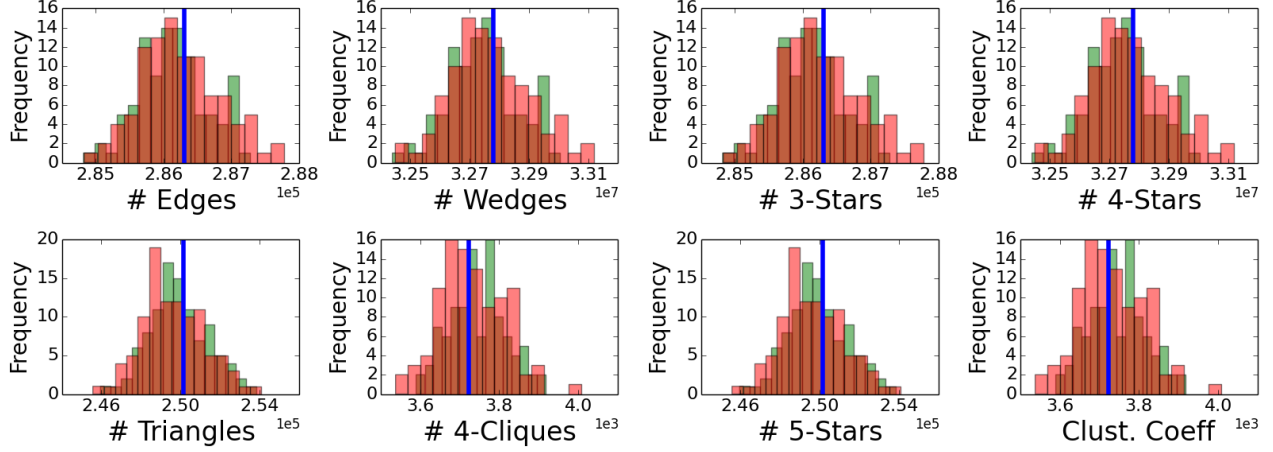 Frequency
16
14
12
10
8
6
4
2
0
2.85 2.86 2.87 2.88
1e5
# Edges
Frequency
16
14
12
10
8
6
4
2
0
3.25 3.27 3.29 3.31
1e7
# Wedges
Frequency
16
14
12
10
8
6
4
2
0
2.85 2.86 2.87 2.88
1e5
# 3-Stars
Frequency
16
14
12
10
8
6
4
2
0
3.25 3.27 3.29 3.31
1e7
# 4-Stars
Frequency
20
15
10
5
0
2.46 2.50 2.54
1e5
# Triangles
Frequency
16
14
12
10
8
6
4
2
0
3.6 3.8 4.0
1e3
# 4-Cliques
Frequency
20
15
10
5
0
2.46 2.50 2.54
1e5
# 5-Stars
Frequency
16
14
12
10
8
6
4
2
0
3.6 3.8 4.0
1e3
Clust. Coeff